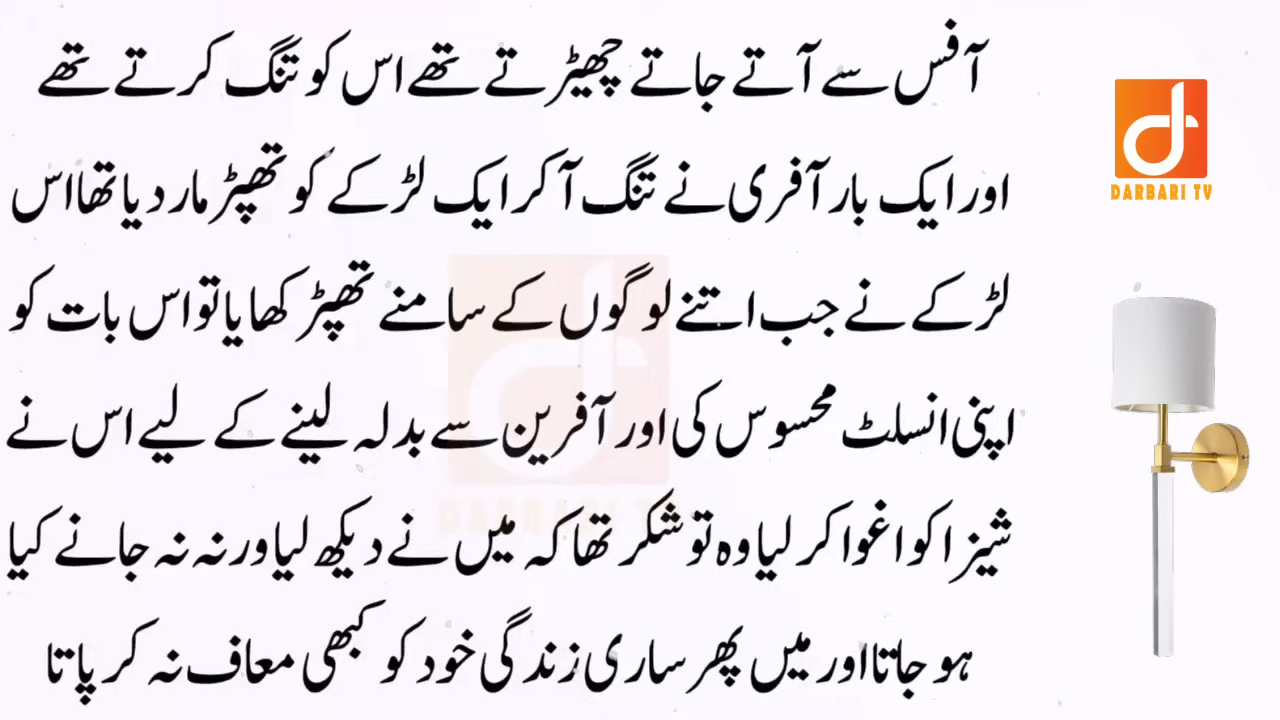 آفس سے آتے جاتے چھیڑتے تھے اس کو تنگ کرتے تھے
اور ایک بار آفری نے تنگ آ کر ایک لڑکے کو تھپڑ مار دیا تھا اس
لڑکے نے جب اتنے لوگوں کے سامنے تھپڑ کھایا تو اس بات کو
اپنی انسلٹ محسوس کی اور آفرین سے بدلہ لینے کے لیے اس نے
شیزا کو اغوا کر لیا وہ تو شکر تھا کہ میں نے دیکھ لیا ورنہ نہ جانے کیا
ہو جاتا اور میں پھر ساری زندگی خود کو کبھی معاف نہ کر پاتا
DARBARI TV
DARBARI TV